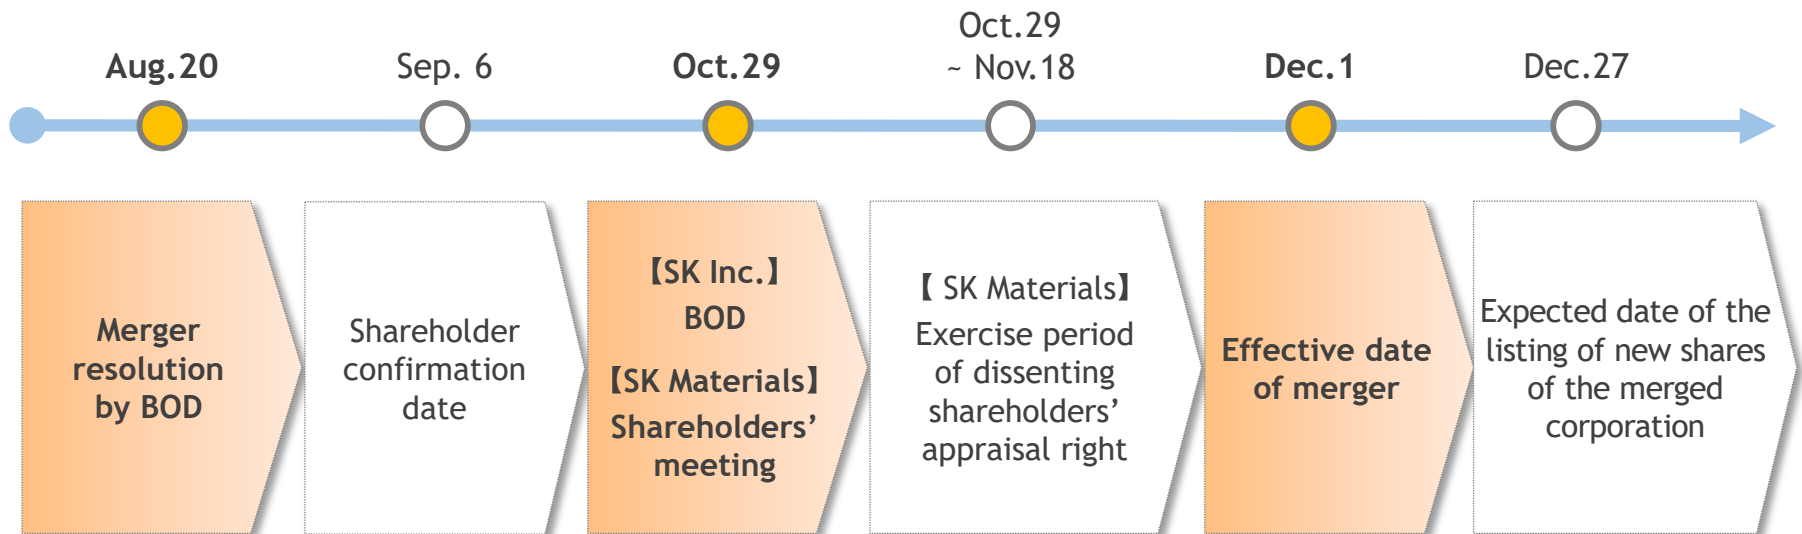 Aug.20
Sep. 6
Oct.29
Oct.29
~ Nov.18
Dec.1
Dec.27
Merger
resolution
by BOD
Shareholder
confirmation
date
【SK Inc.】
BOD
【SK Materials】
Shareholders’
meeting
【 SK Materials】
Exercise period
of dissenting
shareholders’
appraisal right
Effective date
of merger
Expected date of the
listing of new shares
of the merged
corporation